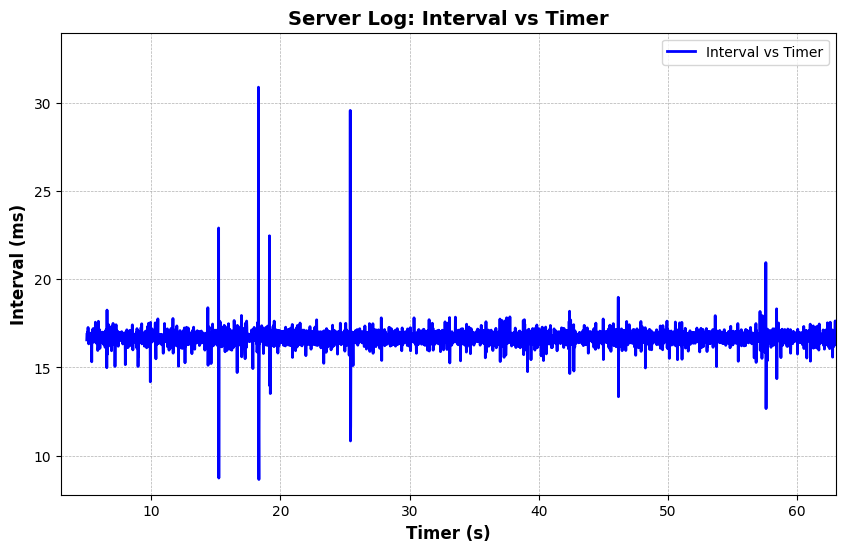 Server Log: Interval vs Timer
Interval vs Timer
30
25
20
15
10
Interval (ms)
10 20 30 40 50 60
Timer (s)